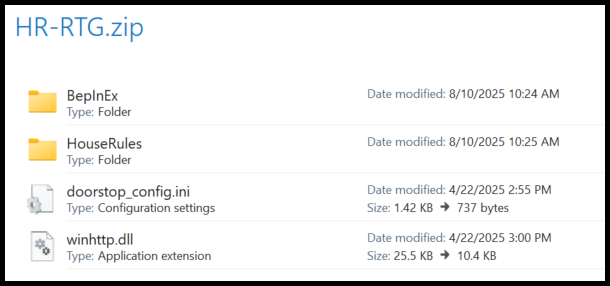 HR-RTG.zip
BepInEx Date modified: 8/10/2025 10:24 AM
Type: Folder
HouseRules Date modified: 8/10/2025 10:25 AM
Type: Folder
doorstop_config.ini Date modified: 4/22/2025 2:55 PM
Type: Configuration settings Size: 1.42 KB → 737 bytes
winhttp.dll Date modified: 4/22/2025 3:00 PM
Type: Application extension Size: 25.5 KB → 10.4 KB